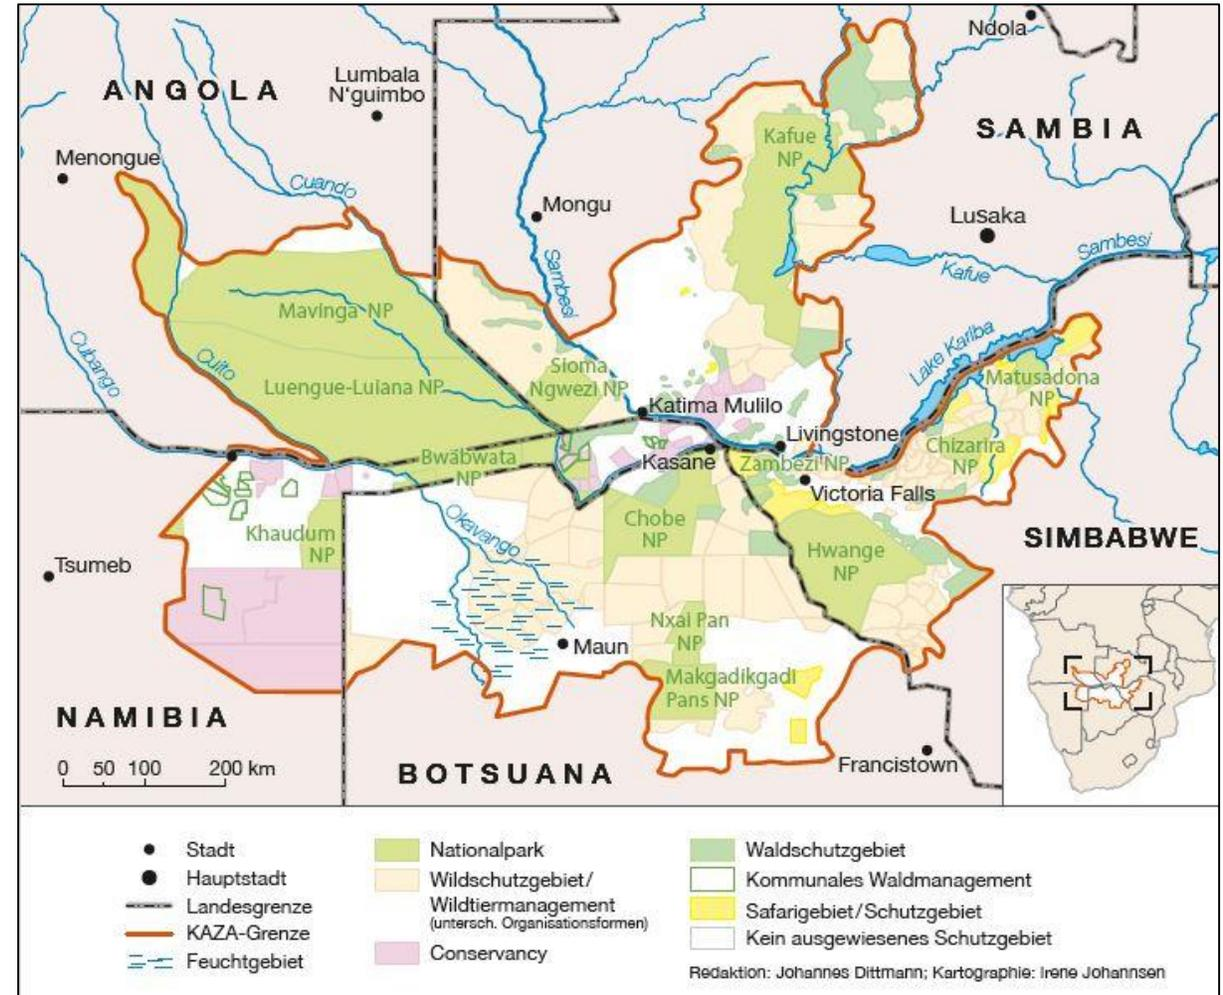 Ndola
Lumbala
N'guimbo
ANGOLA
SAMBIA
Kafue
NP
Menongue
Cuando
Mongu
Lusaka
Sambesi
Sambesi
Kafue
Mavinga NP
Cubango
Cuito
Lake Kariba
Luengue-Luiana NP
Sioma
Ngwezi NP
Matusadona
NP
Katima Mulilo
Livingstone
Chizarira
NP
Bwabwata
NP
Kasane
Zambezi NP
Victoria Falls
Okavango
Chobe
NP
Khaudum
NP
SIMBABWE
Hwange
NP
Tsumeb
Nxai Pan
NP
Maun
Makgadikgadi
Pans NP
NAMIBIA
0 50 100 200 km
BOTSUANA
Francistown
Stadt
Hauptstadt
Landesgrenze
KAZA-Grenze
Feuchtgebiet
Nationalpark
Wildschutzgebiet/
Wildtiermanagement
(untersch. Organisationsformen)
Conservancy
Waldschutzgebiet
Kommunales Waldmanagement
Safarigebiet/Schutzgebiet
Kein ausgewiesenes Schutzgebiet
Redaktion: Johannes Dittmann; Kartographie: Irene Johannsen